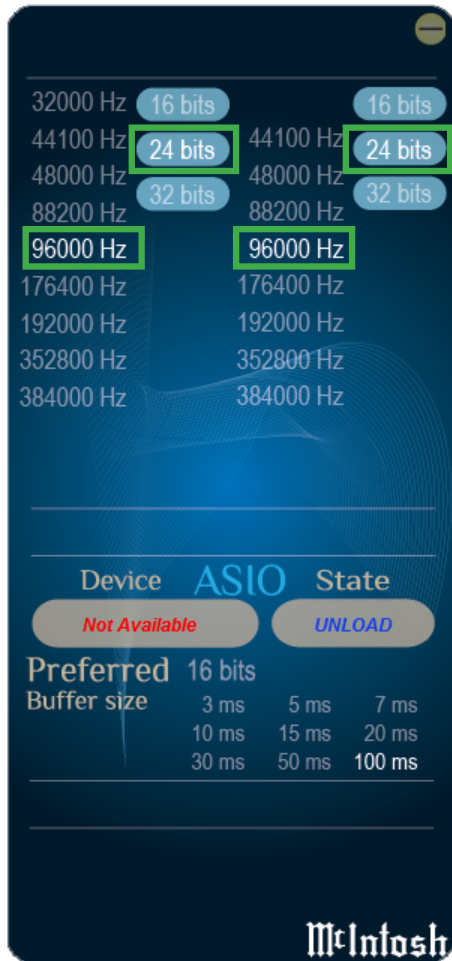 32000 Hz 16 bits 16 bits
44100 Hz 24 bits 44100 Hz 24 bits
48000 Hz 32 bits 48000 Hz 32 bits
88200 Hz 88200 Hz
96000 Hz 96000 Hz
176400 Hz 176400 Hz
192000 Hz 192000 Hz
352800 Hz 352800 Hz
384000 Hz 384000 Hz
Device ASIO State
Not Available UNLOAD
Preferred 16 bits
Buffer size 3 ms 5 ms 7 ms
10 ms 15 ms 20 ms
30 ms 50 ms 100 ms
McIntosh